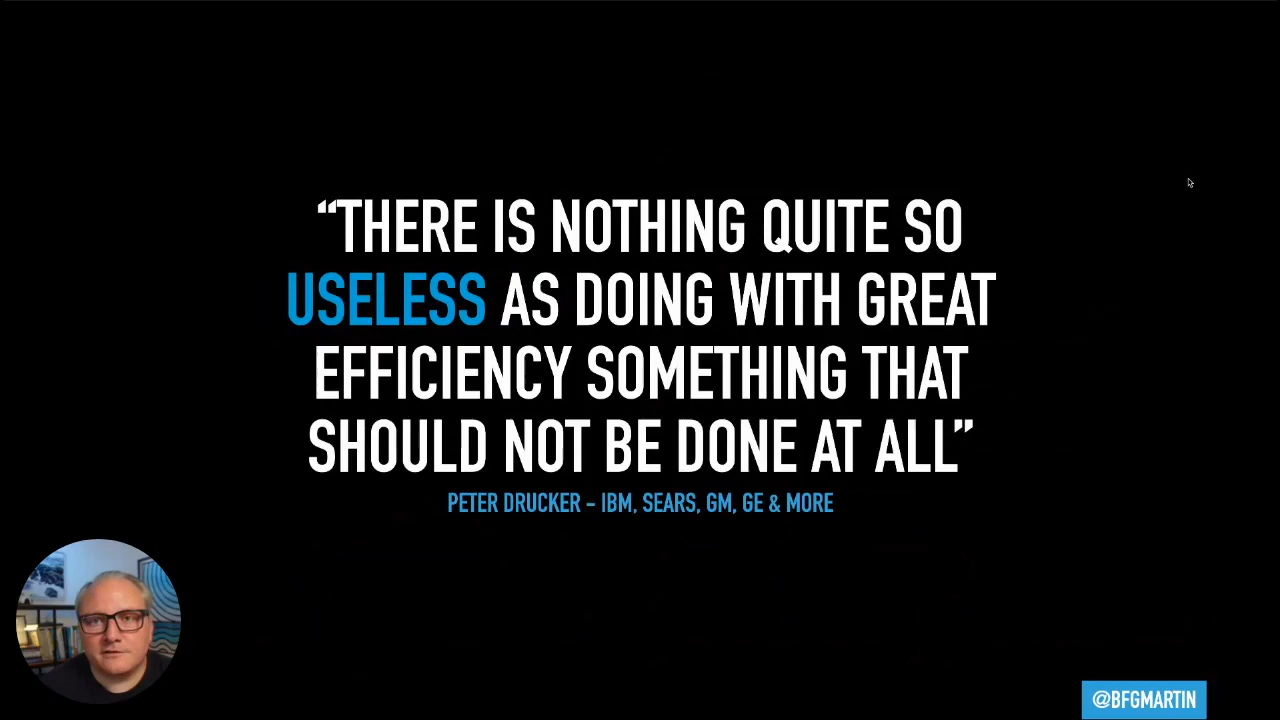 “THERE IS NOTHING QUITE SO
USELESS AS DOING WITH GREAT
EFFICIENCY SOMETHING THAT
SHOULD NOT BE DONE AT ALL”
PETER DRUCKER – IBM, SEARS, GM, GE & MORE
@BFGMARTIN